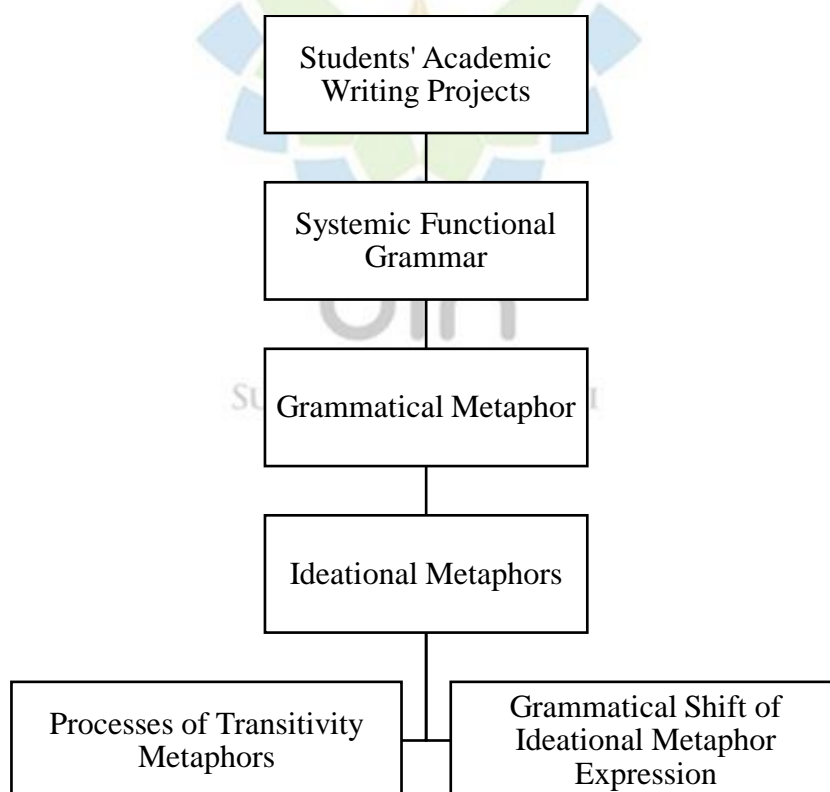 Students' Academic
Writing Projects
Systemic Functional
Grammar
Grammatical Metaphor
Ideational Metaphors
Processes of Transitivity
Metaphors
Grammatical Shift of
Ideational Metaphor
Expression